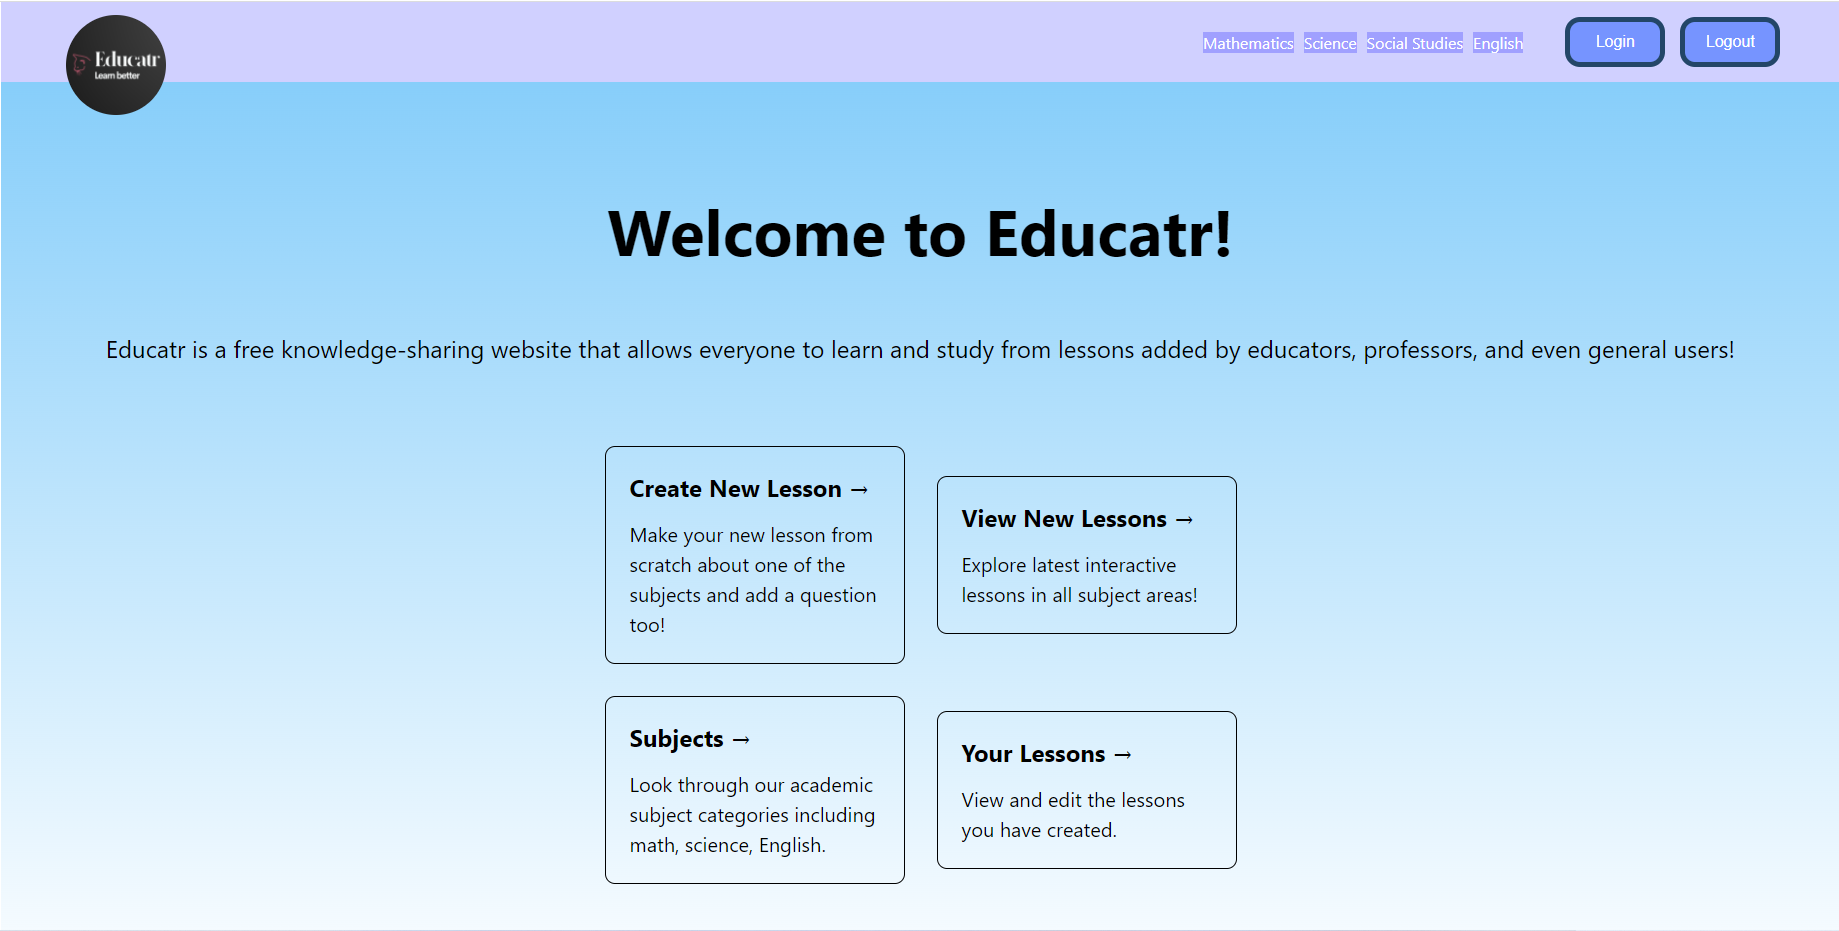 Educatr
Learn better
Mathematics Science Social Studies English
Login
Logout
Welcome to Educatr!
Educatr is a free knowledge-sharing website that allows everyone to learn and study from lessons added by educators, professors, and even general users!
Create New Lesson →
Make your new lesson from
scratch about one of the
subjects and add a question
too!
View New Lessons →
Explore latest interactive
lessons in all subject areas!
Subjects →
Look through our academic
subject categories including
math, science, English.
Your Lessons →
View and edit the lessons
you have created.